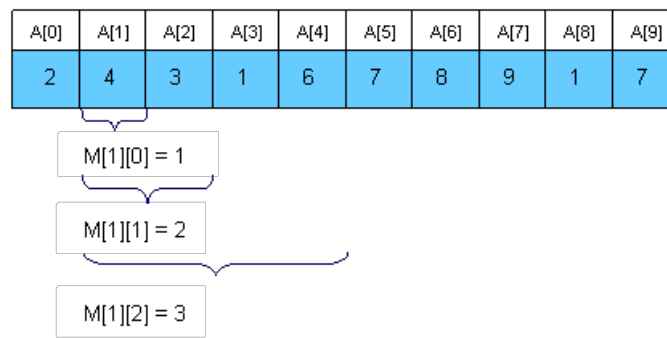 A[0] A[1] A[2] A[3] A[4] A[5] A[6] A[7] A[8] A[9]
2 4 3 1 6 7 8 9 1 7
M[1][0] = 1
M[1][1] = 2
M[1][2] = 3